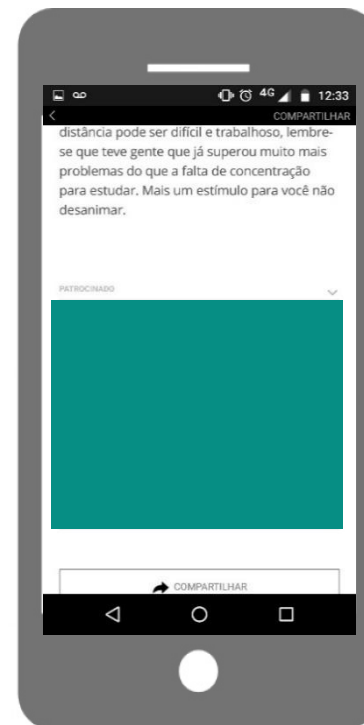 4G 12:33
< COMPARTILHAR
distância pode ser difícil e trabalhoso, lembre-
se que teve gente que já superou muito mais
problemas do que a falta de concentração
para estudar. Mais um estímulo para você não
desanimar.
PATROCINADO
COMPARTILHAR